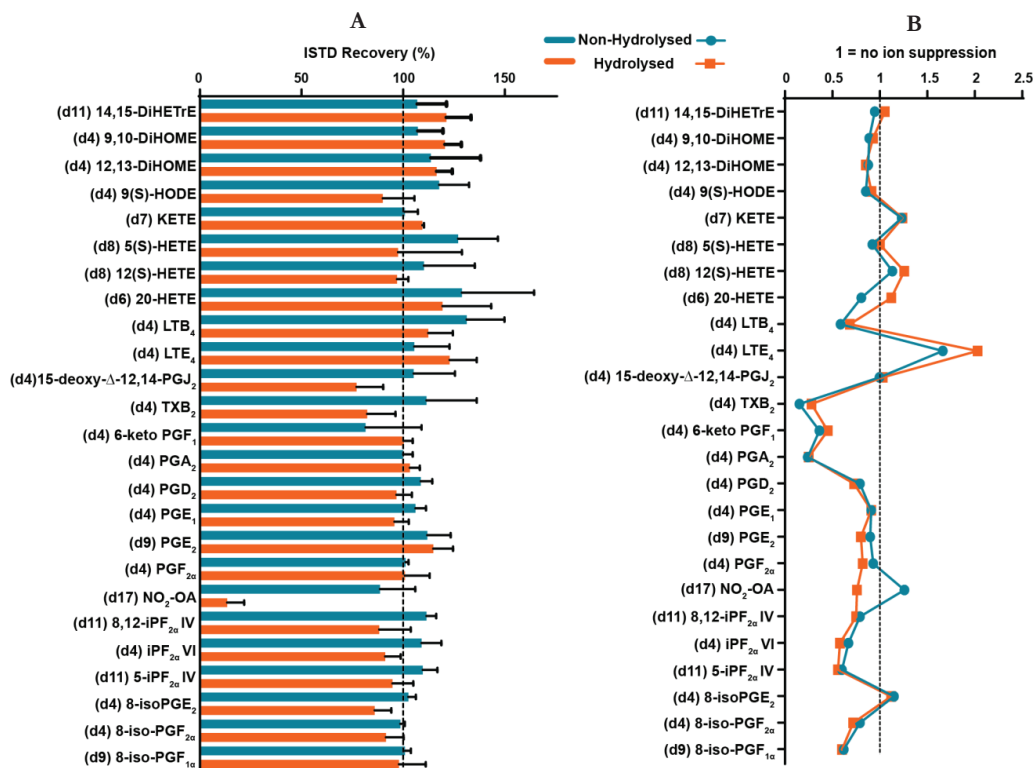 A
ISTD Recovery (%)
0 50 100 150
(d11) 14,15-DiHETrE
(d4) 9,10-DiHOME
(d4) 12,13-DiHOME
(d4) 9(S)-HODE
(d7) KETE
(d8) 5(S)-HETE
(d8) 12(S)-HETE
(d6) 20-HETE
(d4) LTB₄
(d4) LTE₄
(d4)15-deoxy-Δ-12,14-PGJ₂
(d4) TXB₂
(d4) 6-keto PGF₁
(d4) PGA₂
(d4) PGD₂
(d4) PGE₁
(d9) PGE₂
(d4) PGF₂α
(d17) NO₂-OA
(d11) 8,12-iPF₂α IV
(d4) iPF₂α VI
(d11) 5-iPF₂α IV
(d4) 8-isoPGE₂
(d4) 8-iso-PGF₂α
(d9) 8-iso-PGF₁α
Non-Hydrolysed
Hydrolysed
B
1 = no ion suppression
0 0.5 1 1.5 2 2.5
(d11) 14,15-DiHETrE
(d4) 9,10-DiHOME
(d4) 12,13-DiHOME
(d4) 9(S)-HODE
(d7) KETE
(d8) 5(S)-HETE
(d8) 12(S)-HETE
(d6) 20-HETE
(d4) LTB₄
(d4) LTE₄
(d4) 15-deoxy-Δ-12,14-PGJ₂
(d4) TXB₂
(d4) 6-keto PGF₁
(d4) PGA₂
(d4) PGD₂
(d4) PGE₁
(d9) PGE₂
(d4) PGF₂α
(d17) NO₂-OA
(d11) 8,12-iPF₂α IV
(d4) iPF₂α VI
(d11) 5-iPF₂α IV
(d4) 8-isoPGE₂
(d4) 8-iso-PGF₂α
(d9) 8-iso-PGF₁α